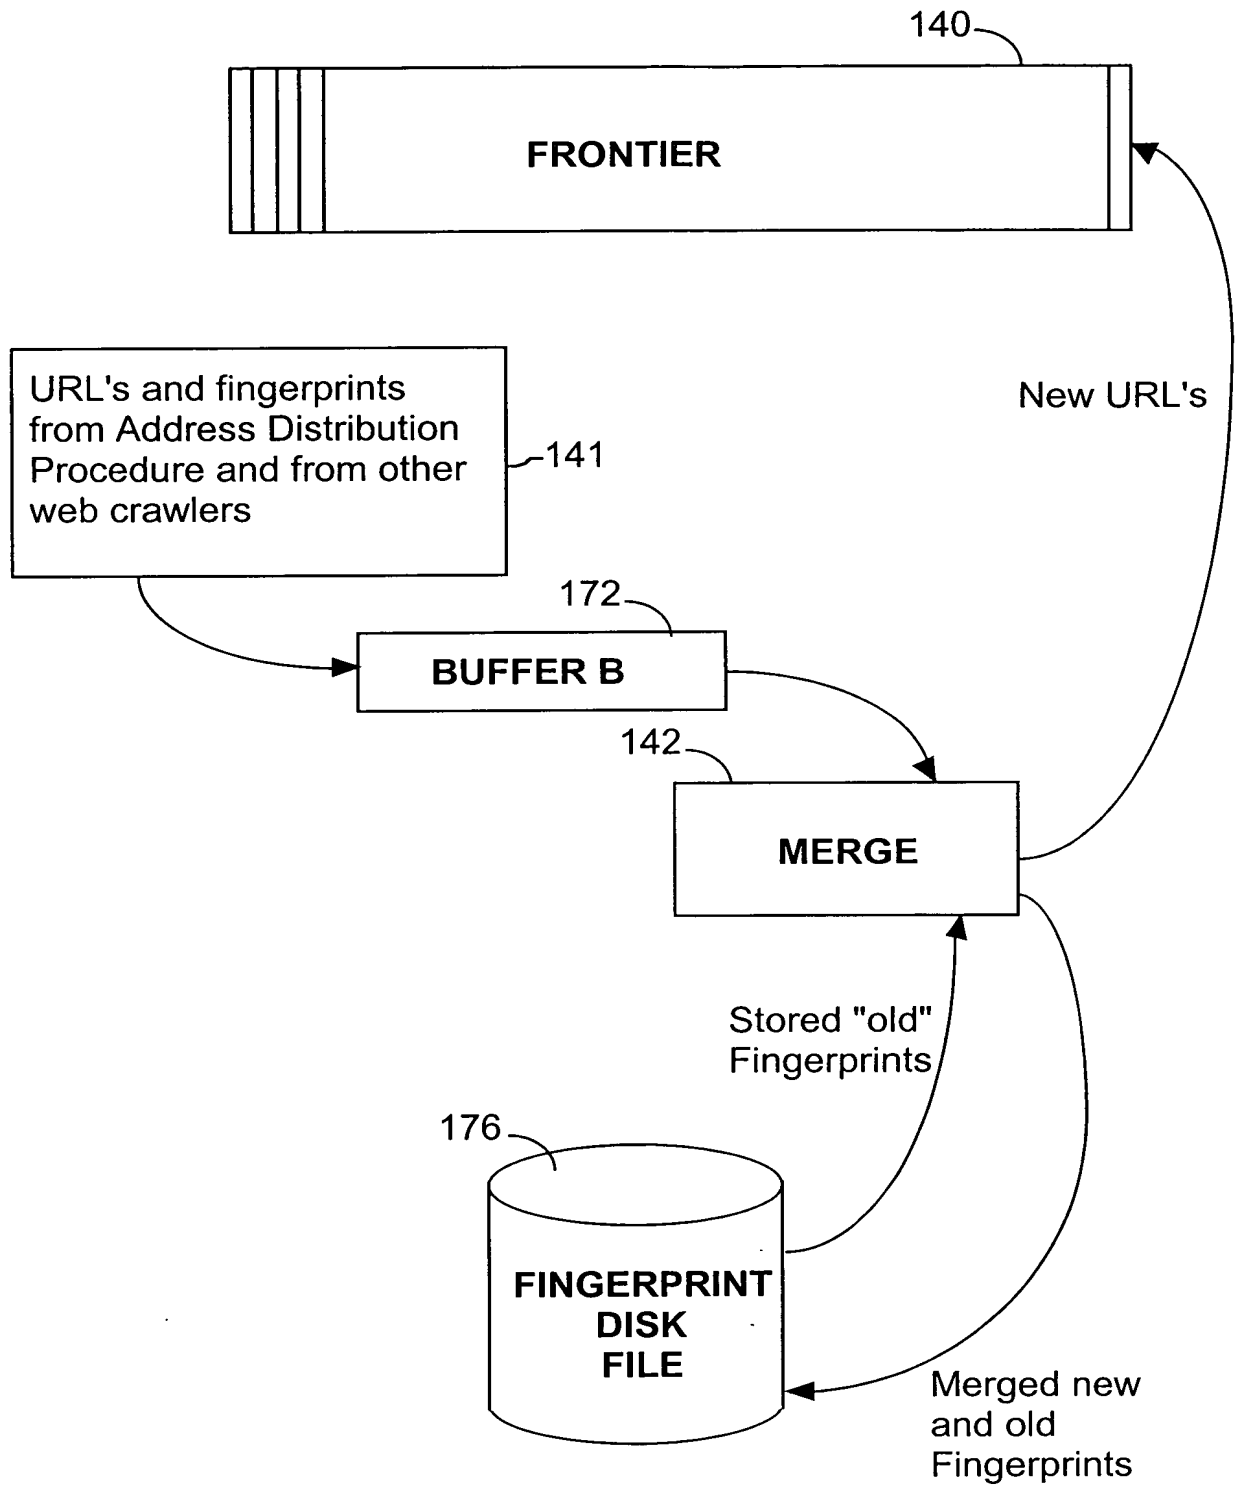 140
FRONTIER
URL's and fingerprints
from Address Distribution
Procedure and from other
web crawlers
141
New URL's
172
BUFFER B
142
MERGE
Stored "old"
Fingerprints
176
FINGERPRINT
DISK
FILE
Merged new
and old
Fingerprints